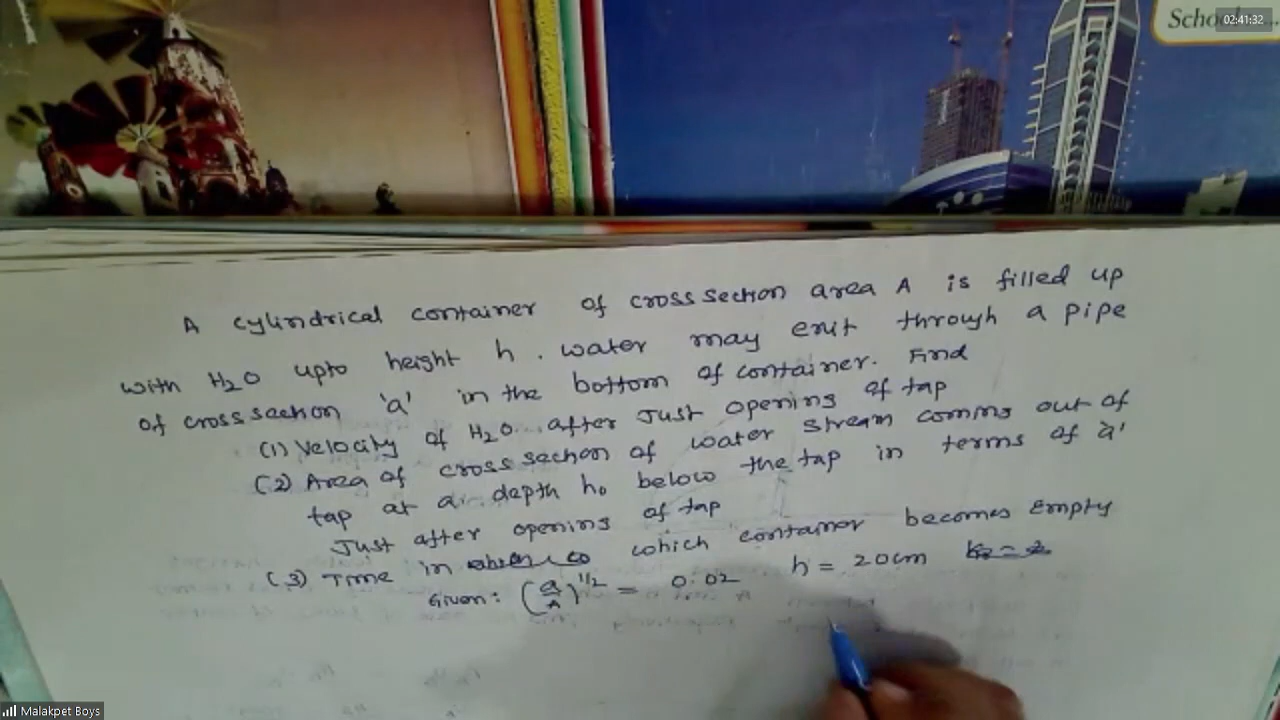 02:41:32
A cylindrical container of cross section area A is filled up
with H2O upto height h. water may exit through a pipe
of cross section 'a' in the bottom of container. Find
(1) Velocity of H2O after Just opening of tap
(2) Area of cross section of water stream coming out of
tap at a depth h0 below the tap in terms of 'a'
Just after opening of tap
(3) Time in which container becomes Empty
Given: (a/A)^1/2 = 0.02 h = 20cm
Malakpet Boys